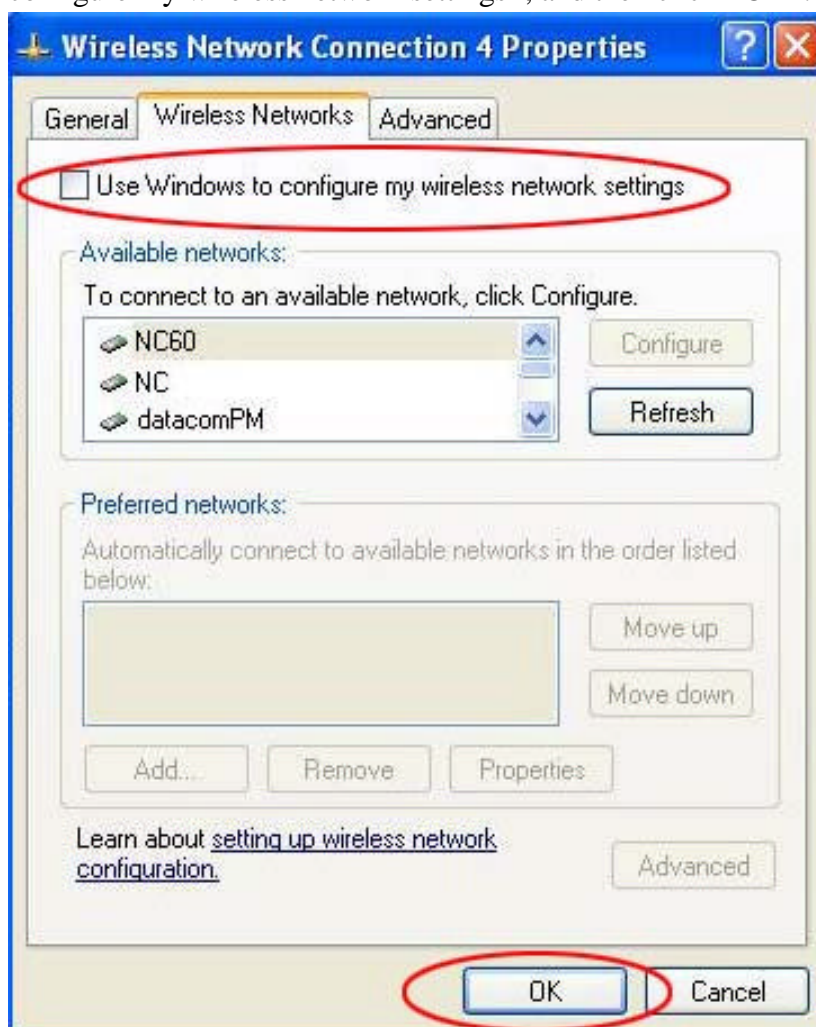 Wireless Network Connection 4 Properties
General Wireless Networks Advanced
Use Windows to configure my wireless network settings
Available networks:
To connect to an available network, click Configure.
NC60
Configure
NC
datacomPM
Refresh
Preferred networks:
Automatically connect to available networks in the order listed
below:
Move up
Move down
Add... Remove Properties
Learn about setting up wireless network
configuration.
Advanced
OK Cancel